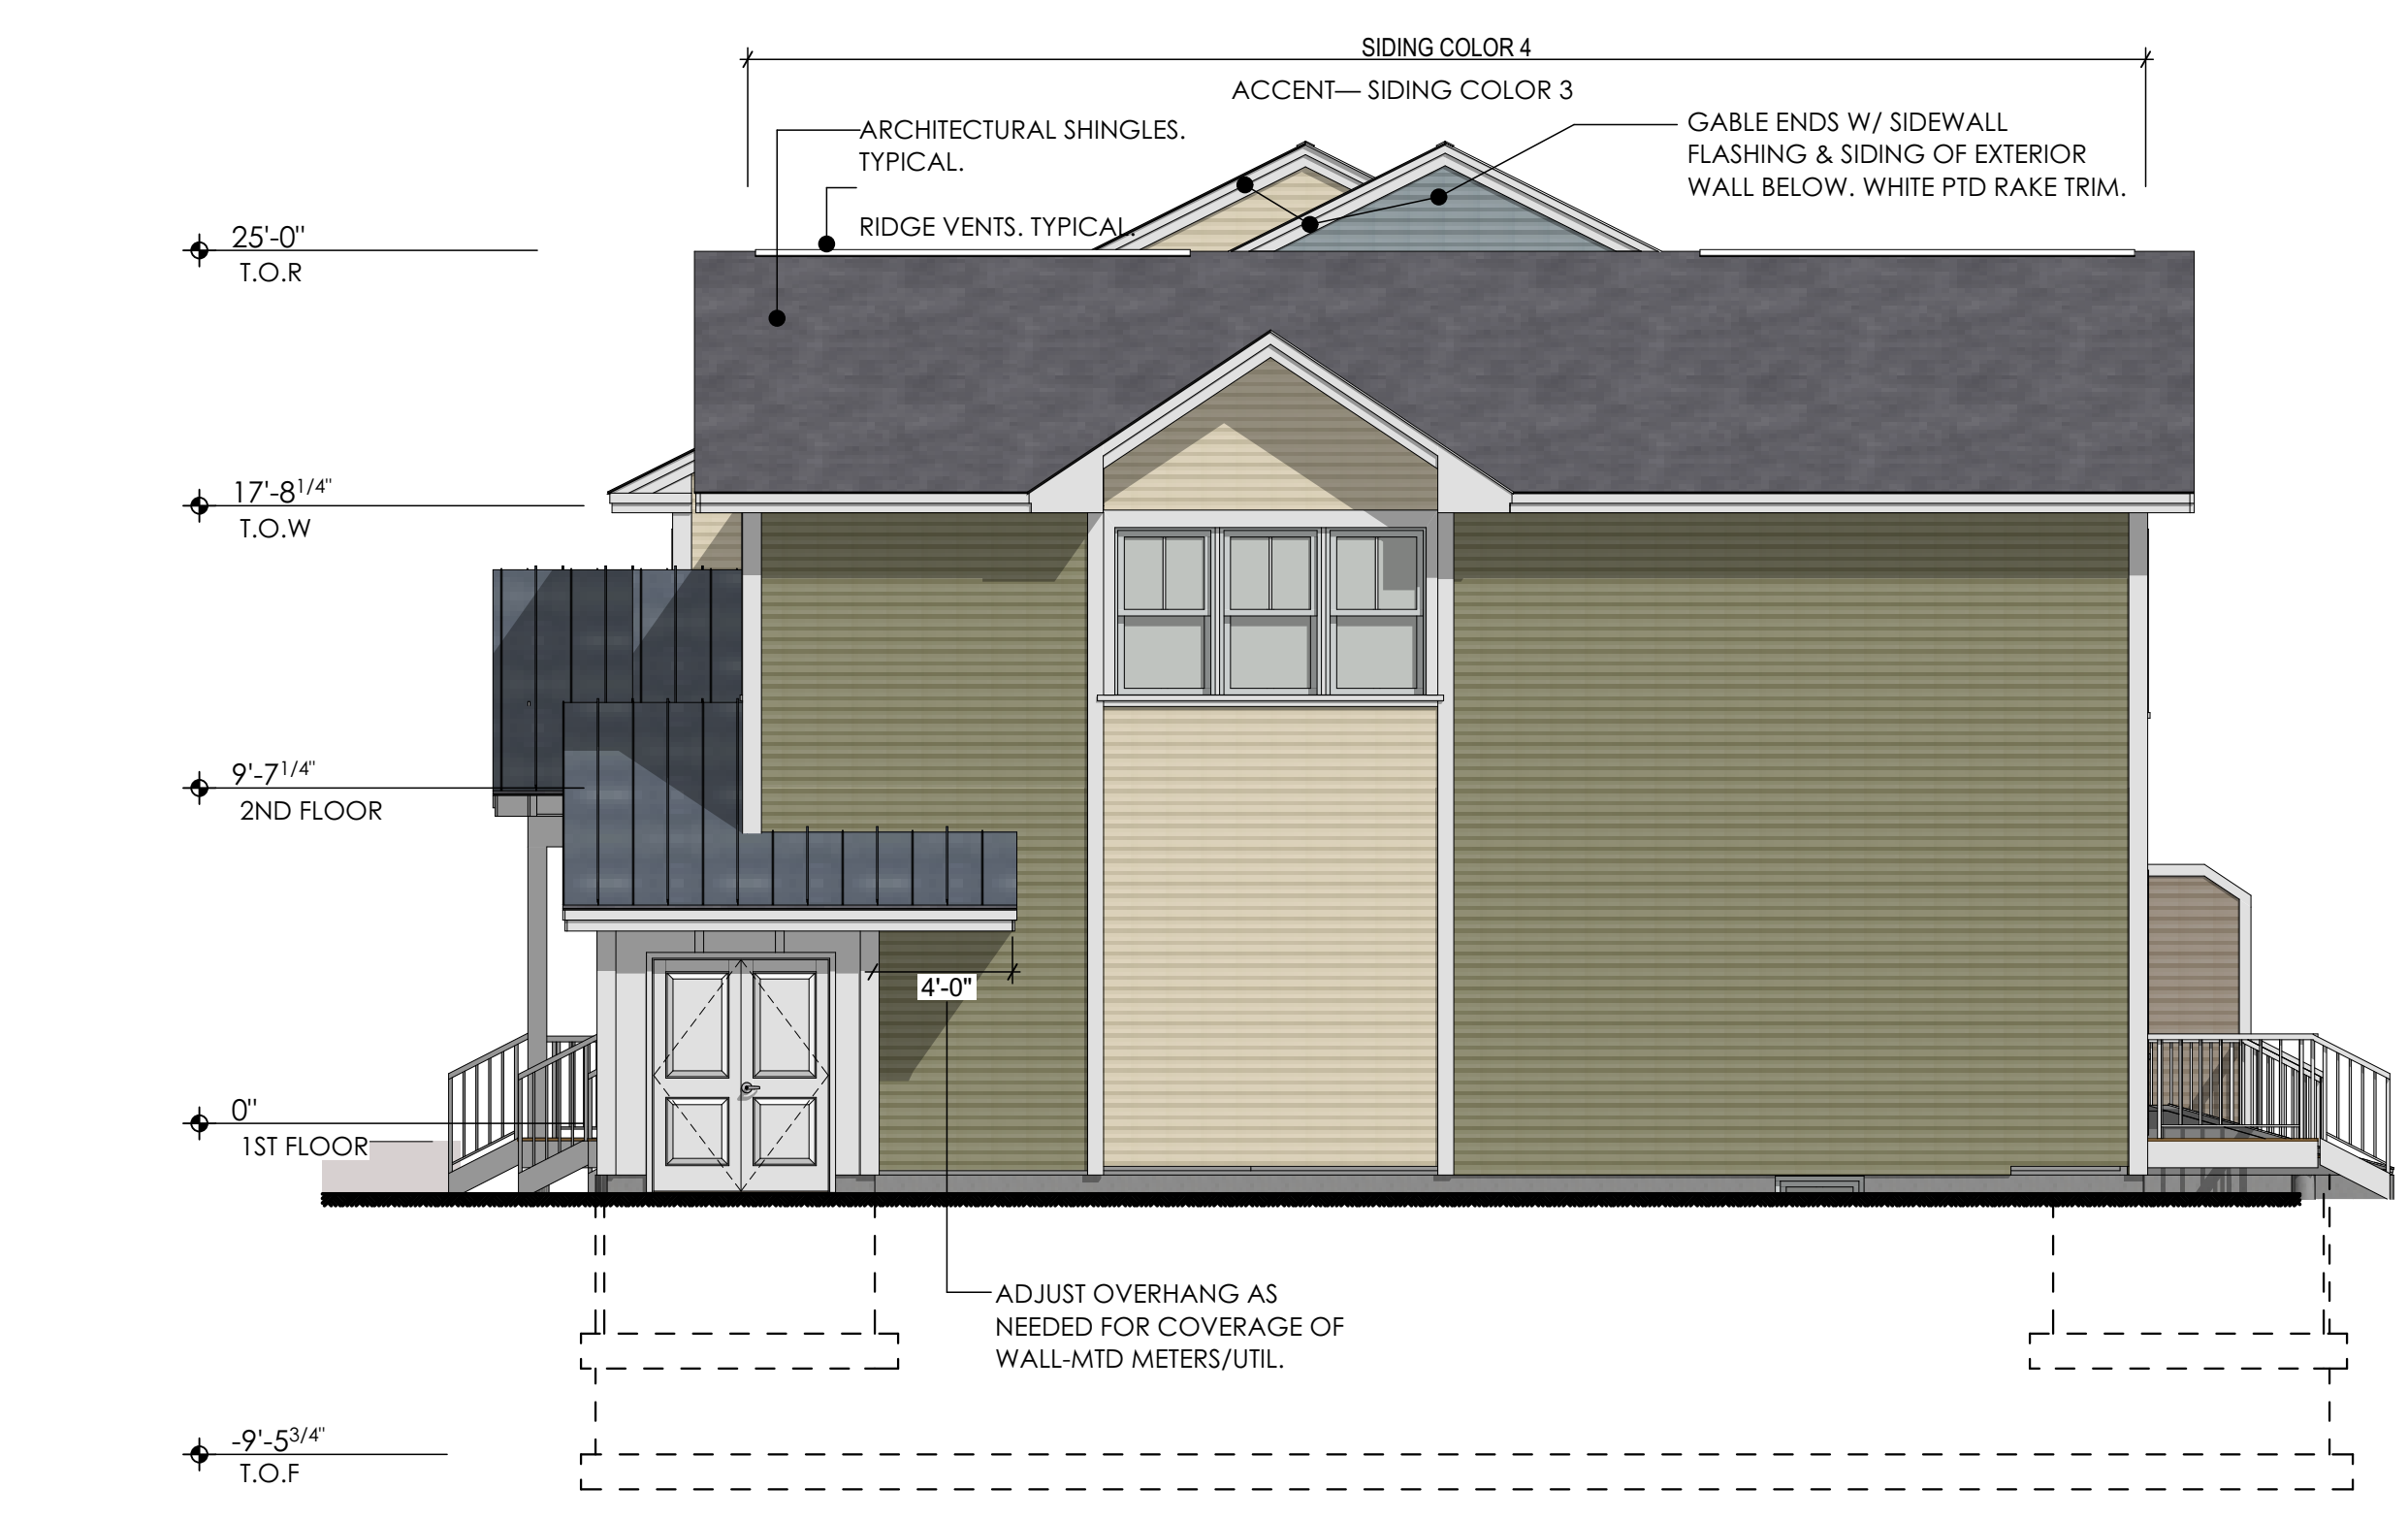 SIDING COLOR 4
ACCENT— SIDING COLOR 3
ARCHITECTURAL SHINGLES.
TYPICAL.
GABLE ENDS W/ SIDEWALL
FLASHING & SIDING OF EXTERIOR
WALL BELOW. WHITE PTD RAKE TRIM.
RIDGE VENTS. TYPICAL.
25'-0"
T.O.R
17'-8 1/4"
T.O.W
9'-7 1/4"
2ND FLOOR
4'-0"
0"
1ST FLOOR
ADJUST OVERHANG AS
NEEDED FOR COVERAGE OF
WALL-MTD METERS/UTIL.
-9'-5 3/4"
T.O.F